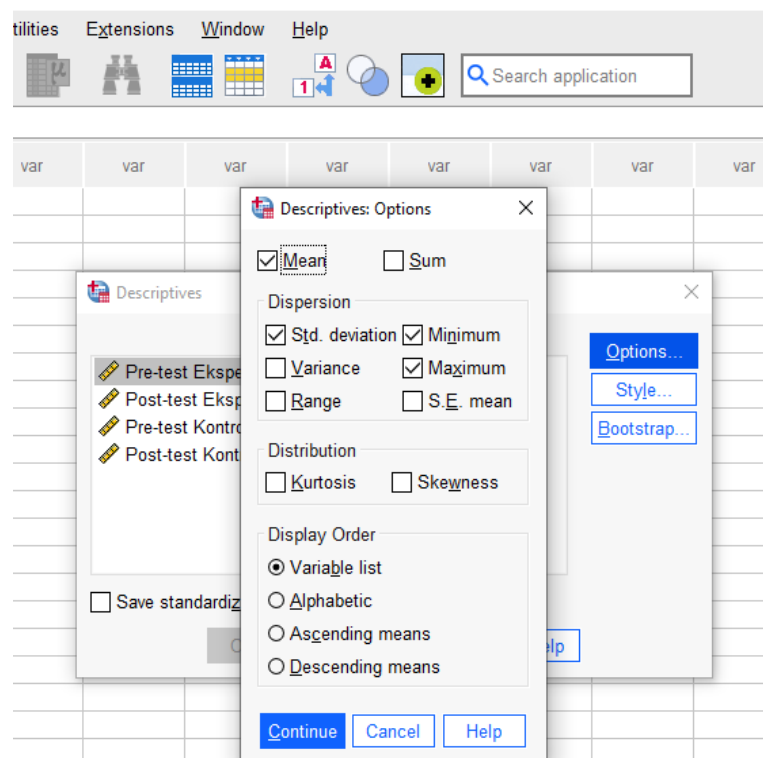 tilities Extensions Window Help
Search application
var var var var var var var var
Descriptives: Options
Mean Sum
Dispersion
Std. deviation Minimum
Variance Maximum
Range S.E. mean
Distribution
Kurtosis Skewness
Display Order
Variable list
Alphabetic
Ascending means
Descending means
Continue Cancel Help
Descriptives
Pre-test Ekspe
Post-test Eksp
Pre-test Kontro
Post-test Kont
Options...
Style...
Bootstrap...
Save standardiz
elp